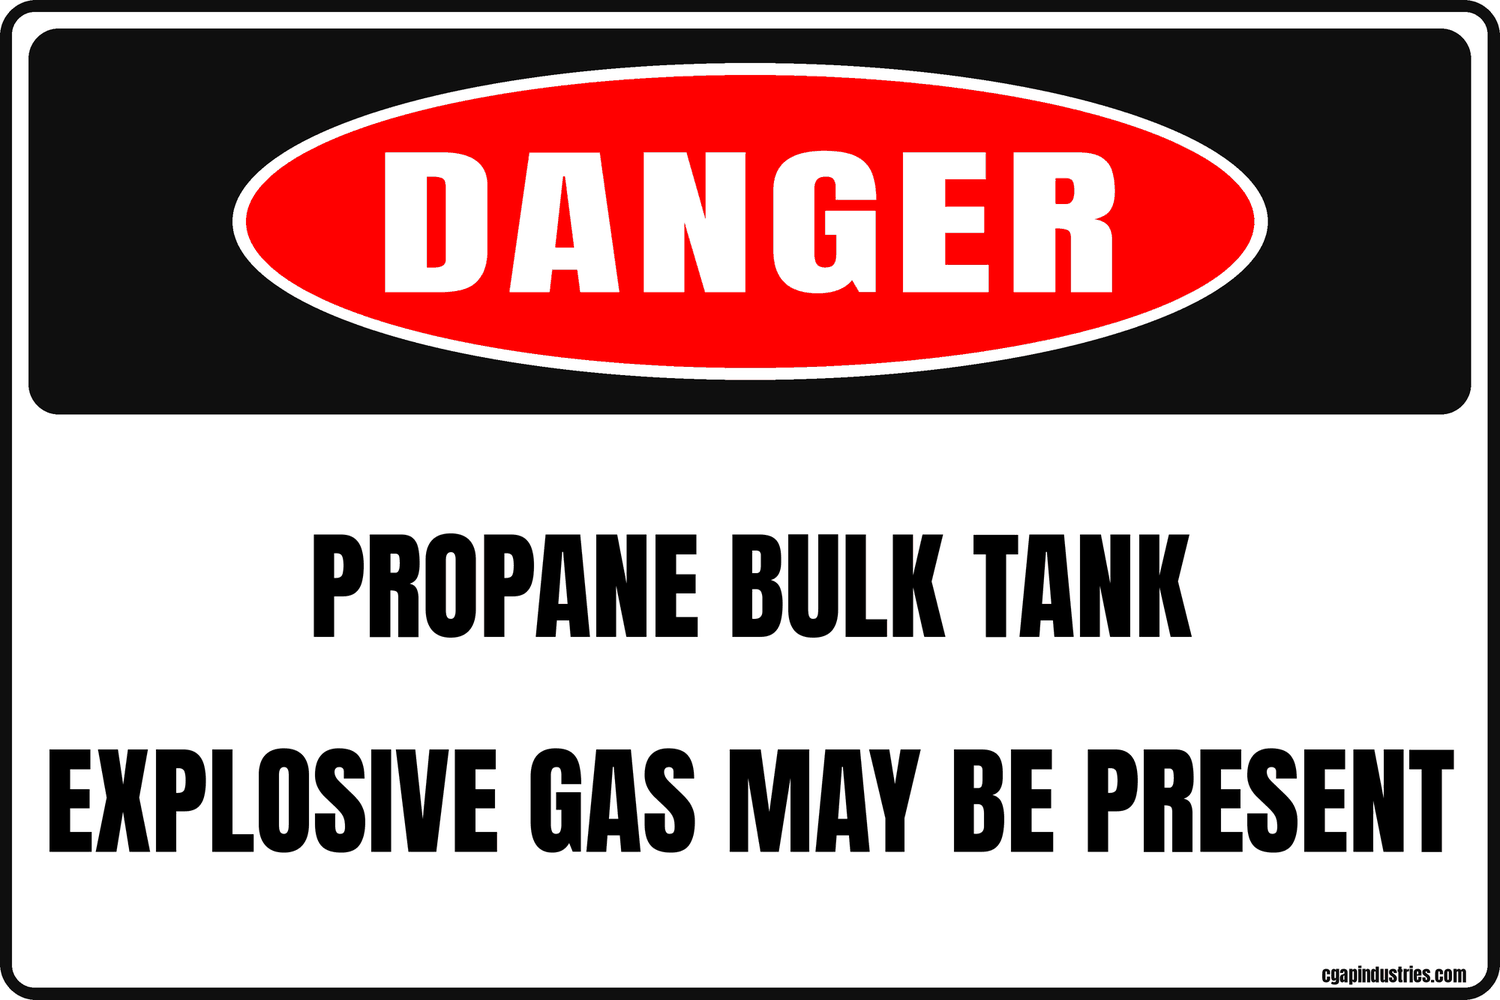 DANGER
PROPANE BULK TANK
EXPLOSIVE GAS MAY BE PRESENT
cgapindustries.com